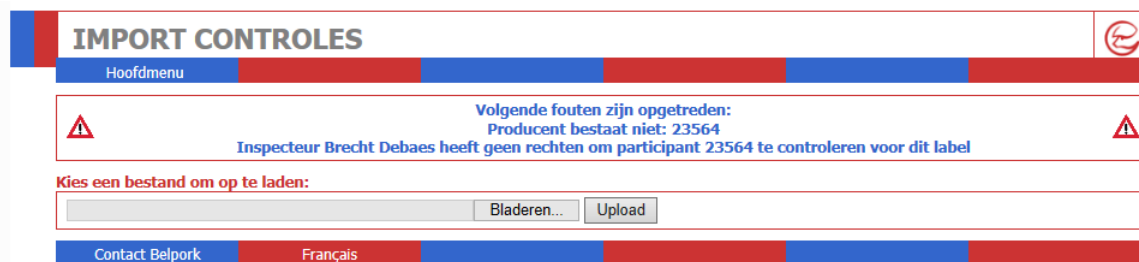 IMPORT CONTROLES
Hoofdmenu
Volgende fouten zijn opgetreden:
Producent bestaat niet: 23564
Inspecteur Brecht Debaes heeft geen rechten om participant 23564 te controleren voor dit label
Kies een bestand om op te laden:
Bladeren... Upload
Contact Belpork Français